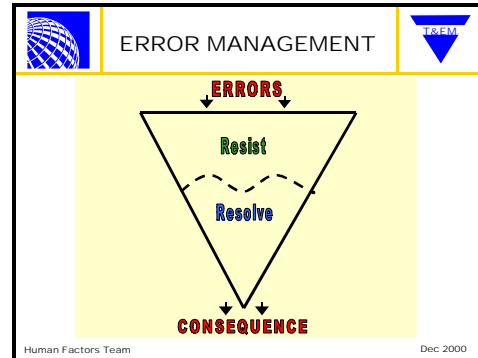 ERROR MANAGEMENT
T&EM
ERRORS
Resist
Resolve
CONSEQUENCE
Human Factors Team
Dec 2000